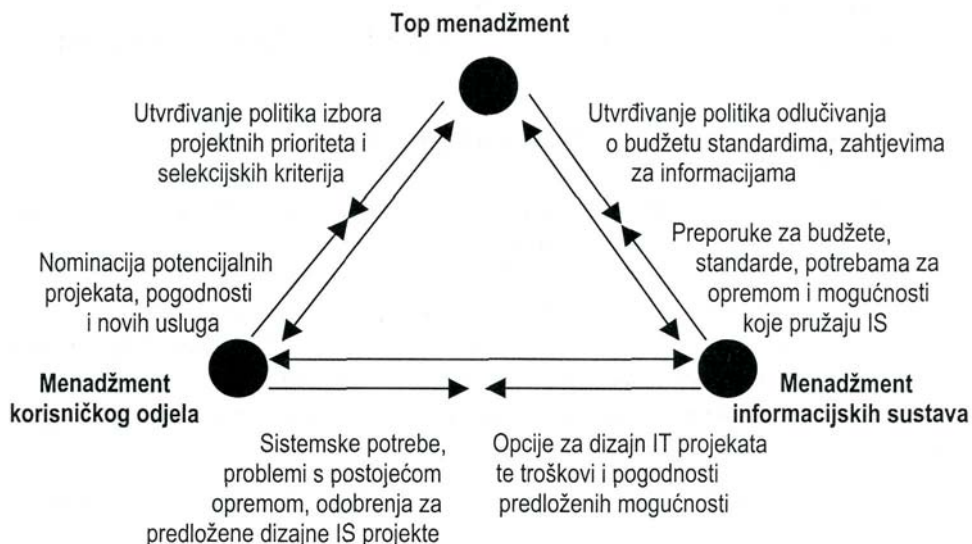 Top menadžment
Utvrđivanje politika izbora
projektnih prioriteta i
selekcijskih kriterija
Utvrđivanje politika odlučivanja
o budžetu standardima, zahtjevima
za informacijama
Nominacija potencijalnih
projekata, pogodnosti
i novih usluga
Preporuke za budžete,
standarde, potrebama za
opremom i mogućnosti
koje pružaju IS
Menadžment
korisničkog odjela
Menadžment
informacijskih sustava
Sistemske potrebe,
problemi s postojećom
opremom, odobrenja za
predložene dizajne IS projekte
Opcije za dizajn IT projekata
te troškovi i pogodnosti
predloženih mogućnosti